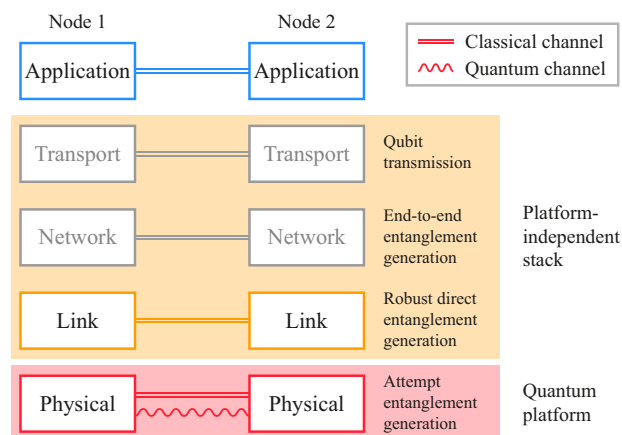 Node 1
Node 2
Classical channel
Quantum channel
Application
Application
Transport
Transport
Qubit
transmission
Network
Network
End-to-end
entanglement
generation
Platform-
independent
stack
Link
Link
Robust direct
entanglement
generation
Physical
Physical
Attempt
entanglement
generation
Quantum
platform